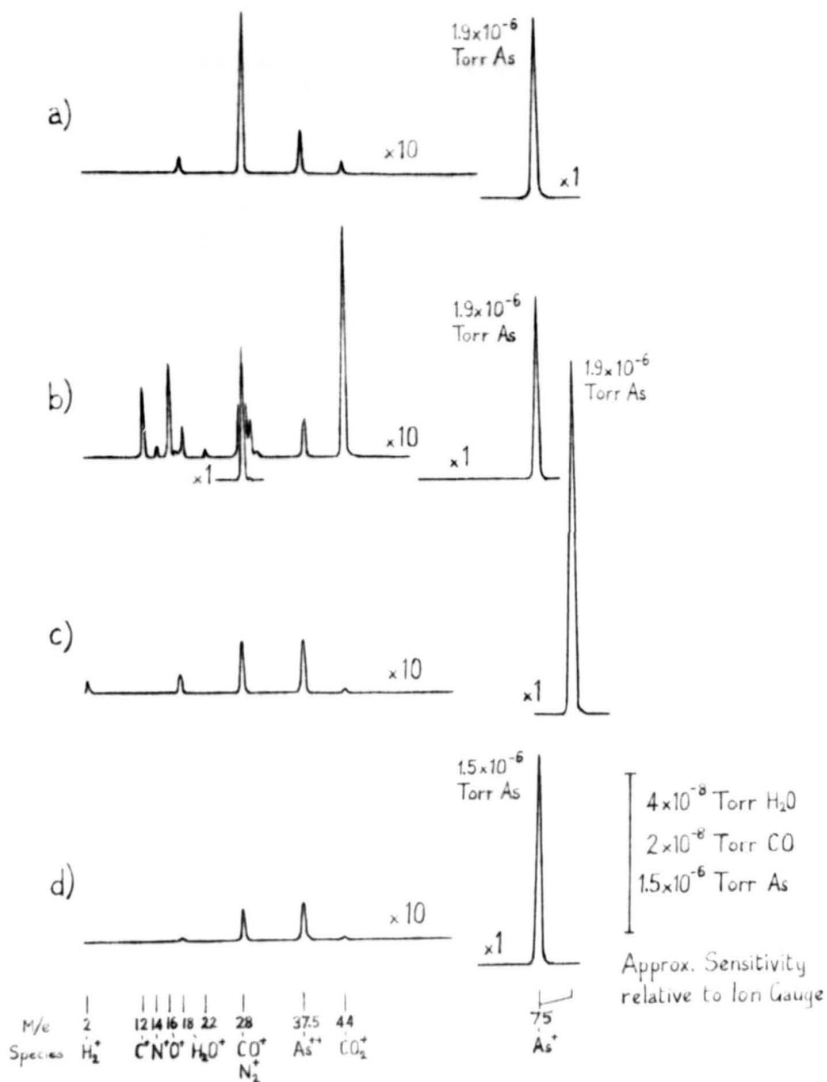 a)
1.9×10⁻⁶
Torr As
×10
×1
b)
1.9×10⁻⁶
Torr As
1.9×10⁻⁶
Torr As
×10
×1
×1
c)
×10
×1
1.5×10⁻⁶
Torr As
4×10⁻⁸ Torr H₂O
2×10⁻⁸ Torr CO
1.5×10⁻⁶ Torr As
d)
×10
×1
Approx. Sensitivity
relative to Ion Gauge
M/e 2 12 14 16 18 22 28 37.5 44 75
Species H₂⁺ C⁺ N⁺ O⁺ H₂O⁺ CO⁺ As⁺⁺ CO₂⁺ As⁺
N₂⁺